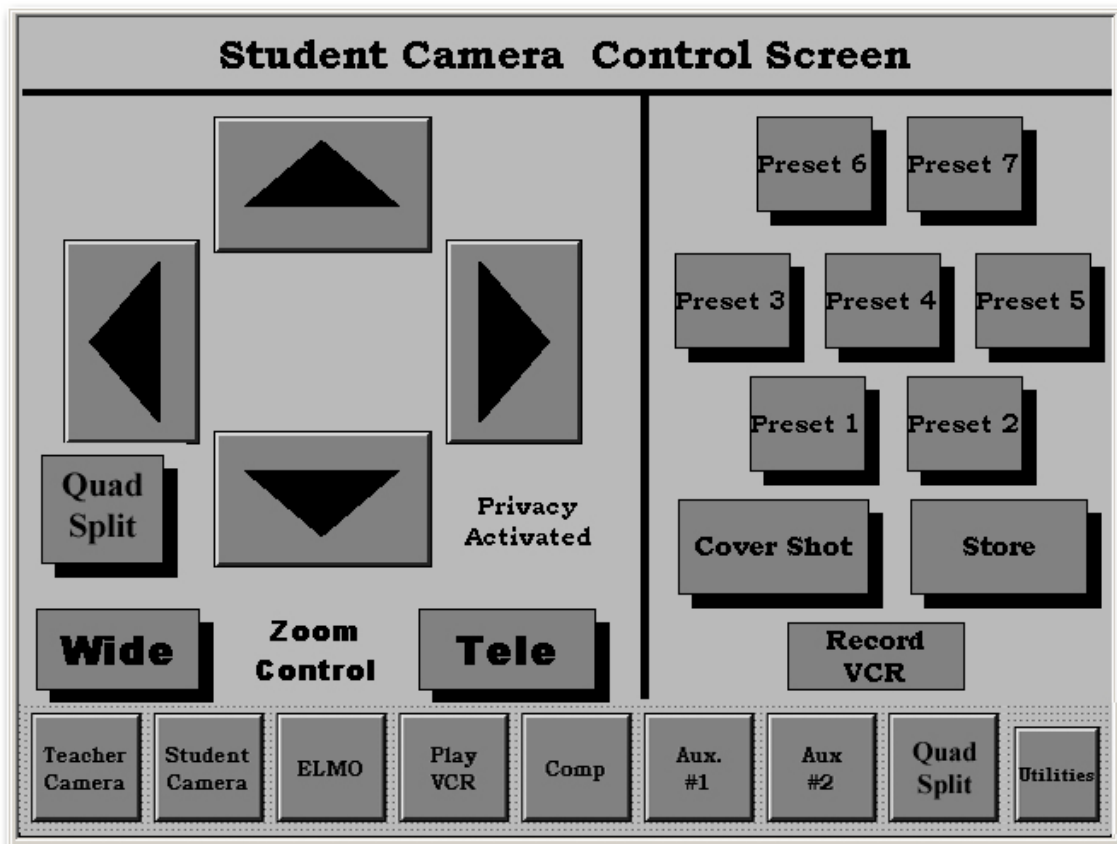 Student Camera Control Screen
Quad
Split
Privacy
Activated
Wide
Zoom
Control
Tele
Preset 6
Preset 7
Preset 3
Preset 4
Preset 5
Preset 1
Preset 2
Cover Shot
Store
Record
VCR
Teacher
Camera
Student
Camera
ELMO
Play
VCR
Comp
Aux.
#1
Aux
#2
Quad
Split
Utilities